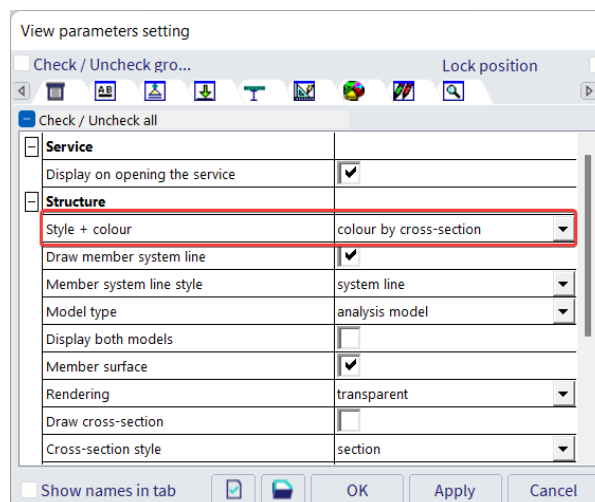 View parameters setting
Check / Uncheck gro... Lock position
Check / Uncheck all
Service
Display on opening the service
Structure
Style + colour colour by cross-section
Draw member system line
Member system line style system line
Model type analysis model
Display both models
Member surface
Rendering transparent
Draw cross-section
Cross-section style section
Show names in tab OK Apply Cancel